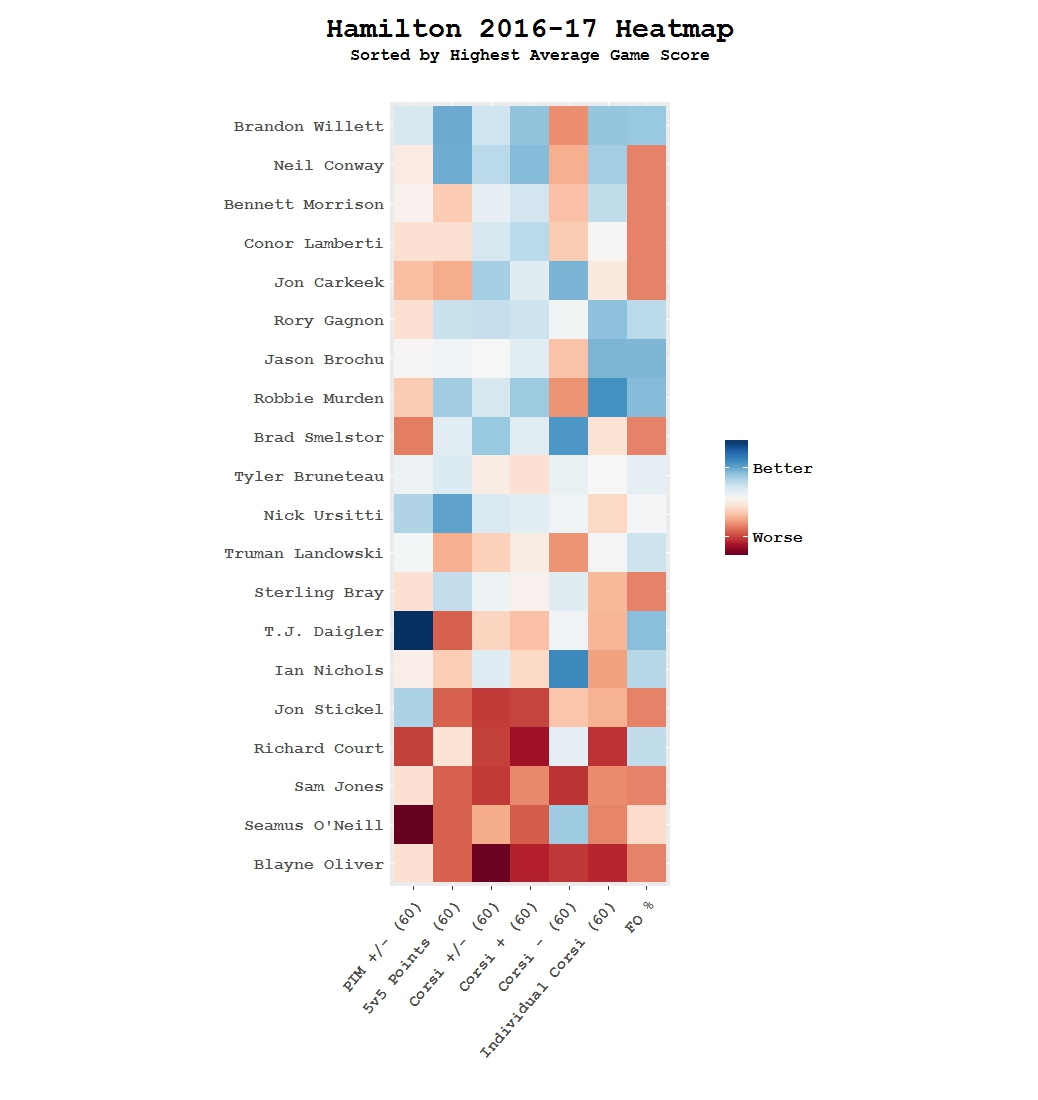 Hamilton 2016-17 Heatmap
Sorted by Highest Average Game Score
Brandon Willett
Neil Conway
Bennett Morrison
Conor Lamberti
Jon Carkeek
Rory Gagnon
Jason Brochu
Robbie Murden
Brad Smelstor
Tyler Bruneteau
Nick Ursitti
Truman Landowski
Sterling Bray
T.J. Daigler
Ian Nichols
Jon Stickel
Richard Court
Sam Jones
Seamus O'Neill
Blayne Oliver
PIM +/- (60)
5v5 Points (60)
Corsi +/- (60)
Corsi + (60)
Corsi - (60)
Individual Corsi (60)
FO %
Better
Worse